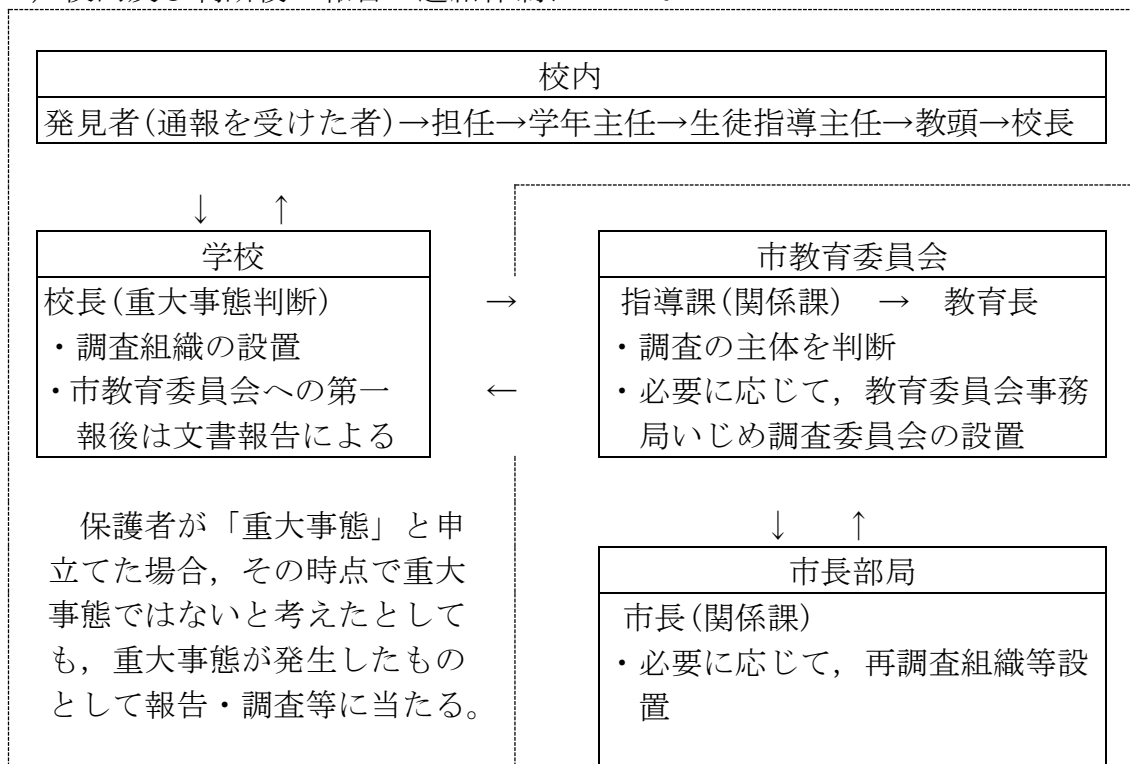 校内
発見者(通報を受けた者)→担任→学年主任→生徒指導主任→教頭→校長
↓ ↑
学校
校長(重大事態判断)
・調査組織の設置
・市教育委員会への第一
報後は文書報告による
→
←
市教育委員会
指導課(関係課) → 教育長
・調査の主体を判断
・必要に応じて，教育委員会事務
局いじめ調査委員会の設置
保護者が「重大事態」と申
立てた場合，その時点で重大
事態ではないと考えたとして
も，重大事態が発生したもの
として報告・調査等に当たる。
↓ ↑
市長部局
市長(関係課)
・必要に応じて，再調査組織等設
置